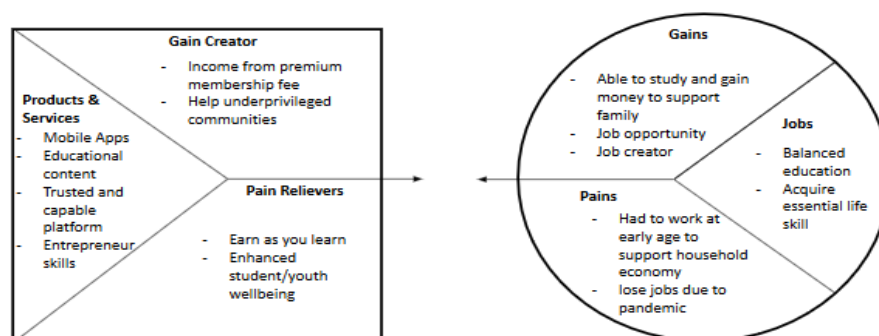 Gain Creator
- Income from premium
membership fee
- Help underprivileged
communities
Products &
Services
- Mobile Apps
- Educational
content
- Trusted and
capable
platform
- Entrepreneur
skills
Pain Relievers
- Earn as you learn
- Enhanced
student/youth
wellbeing
Gains
- Able to study and gain
money to support
family
- Job opportunity
- Job creator
Jobs
- Balanced
education
- Acquire
essential life
skill
Pains
- Had to work at
early age to
support household
economy
- lose jobs due to
pandemic